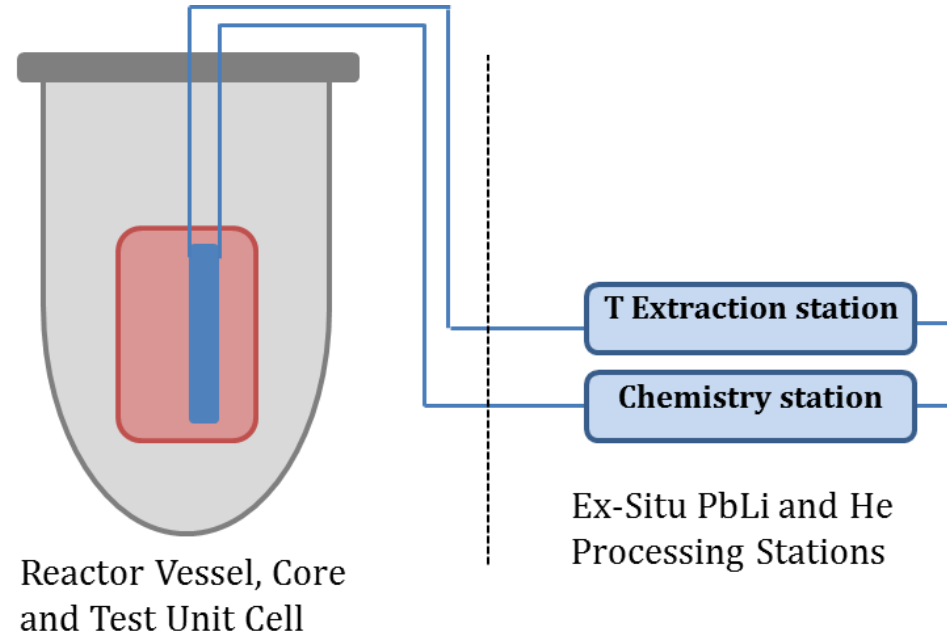 T Extraction station
Chemistry station
Ex-Situ PbLi and He
Processing Stations
Reactor Vessel, Core
and Test Unit Cell